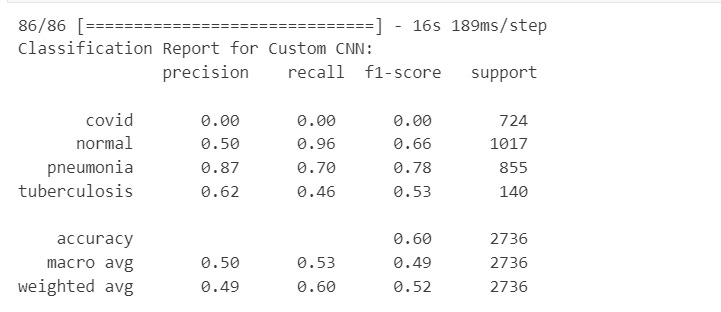 86/86 [==============================] - 16s 189ms/step
Classification Report for Custom CNN:
precision recall f1-score support
covid 0.00 0.00 0.00 724
normal 0.50 0.96 0.66 1017
pneumonia 0.87 0.70 0.78 855
tuberculosis 0.62 0.46 0.53 140
accuracy 0.60 2736
macro avg 0.50 0.53 0.49 2736
weighted avg 0.49 0.60 0.52 2736